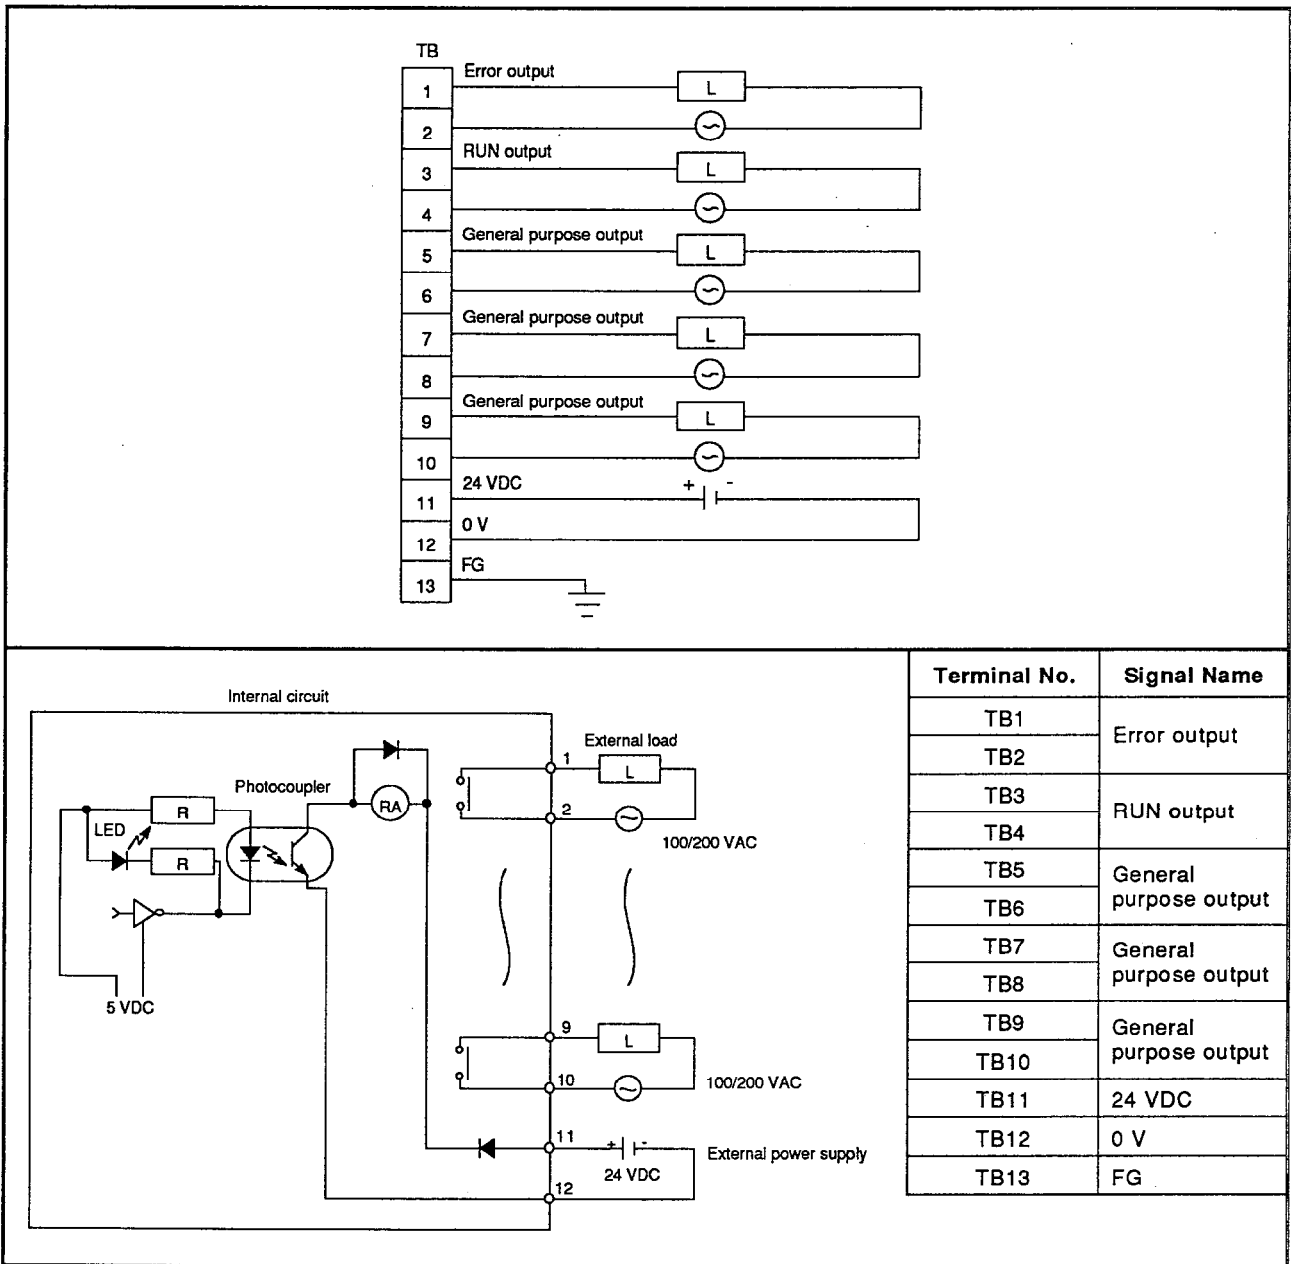 TB
1 Error output L
2
3 RUN output L
4
5 General purpose output L
6
7 General purpose output L
8
9 General purpose output L
10
11 24 VDC + -
12 0 V
13 FG
Internal circuit
Photocoupler
LED
R
R
RA
5 VDC
External load
1 L
2
100/200 VAC
9 L
10
100/200 VAC
11 + -
24 VDC
External power supply
12
Terminal No. Signal Name
TB1 Error output
TB2
TB3 RUN output
TB4
TB5 General
purpose output
TB6
TB7 General
purpose output
TB8
TB9 General
purpose output
TB10
TB11 24 VDC
TB12 0 V
TB13 FG